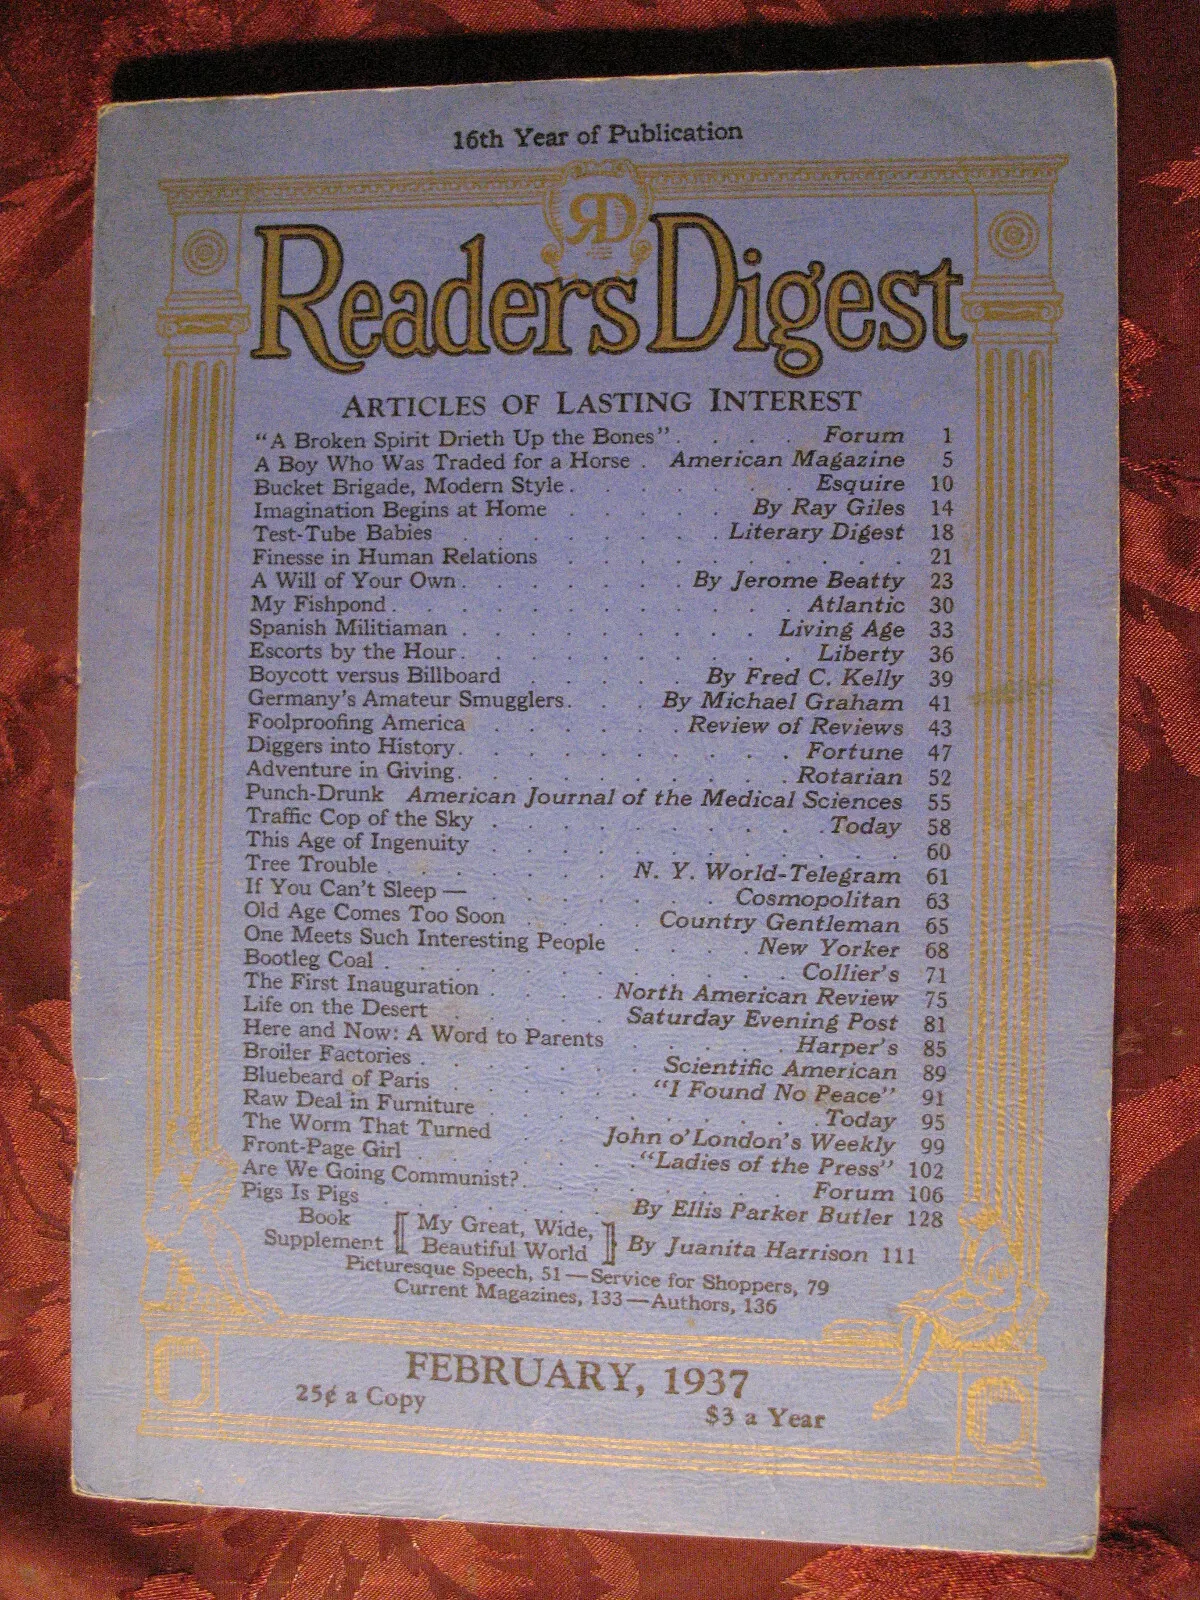 16th Year of Publication
RD
Readers Digest
ARTICLES OF LASTING INTEREST
"A Broken Spirit Drieth Up the Bones". . . . Forum 1
A Boy Who Was Traded for a Horse . American Magazine 5
Bucket Brigade, Modern Style . . . . . . . Esquire 10
Imagination Begins at Home . . . . . By Ray Giles 14
Test-Tube Babies . . . . . . . . . Literary Digest 18
Finesse in Human Relations . . . . . . . . . . 21
A Will of Your Own . . . . . . . By Jerome Beatty 23
My Fishpond . . . . . . . . . . . . Atlantic 30
Spanish Militiaman . . . . . . . . . Living Age 33
Escorts by the Hour . . . . . . . . . . Liberty 36
Boycott versus Billboard . . . . . By Fred C. Kelly 39
Germany's Amateur Smugglers . . . By Michael Graham 41
Foolproofing America . . . . . . Review of Reviews 43
Diggers into History . . . . . . . . . . Fortune 47
Adventure in Giving . . . . . . . . . . Rotarian 52
Punch-Drunk American Journal of the Medical Sciences 55
Traffic Cop of the Sky . . . . . . . . . . Today 58
This Age of Ingenuity . . . . . . . . . . . . 60
Tree Trouble . . . . . . . N. Y. World-Telegram 61
If You Can't Sleep — . . . . . . . Cosmopolitan 63
Old Age Comes Too Soon . . . . Country Gentleman 65
One Meets Such Interesting People . . . . New Yorker 68
Bootleg Coal . . . . . . . . . . . . Collier's 71
The First Inauguration . . . . . North American Review 75
Life on the Desert . . . . . . Saturday Evening Post 81
Here and Now: A Word to Parents . . . . . Harper's 85
Broiler Factories . . . . . . . Scientific American 89
Bluebeard of Paris . . . . . . "I Found No Peace" 91
Raw Deal in Furniture . . . . . . . . . Today 95
The Worm That Turned . . . John o' London's Weekly 99
Front-Page Girl . . . . . . . "Ladies of the Press" 102
Are We Going Communist? . . . . . . . . Forum 106
Pigs Is Pigs . . . . . . . By Ellis Parker Butler 128
Book Supplement [ My Great, Wide, Beautiful World ] By Juanita Harrison 111
Picturesque Speech, 51 — Service for Shoppers, 79
Current Magazines, 133 — Authors, 136
FEBRUARY, 1937
25¢ a Copy
$3 a Year